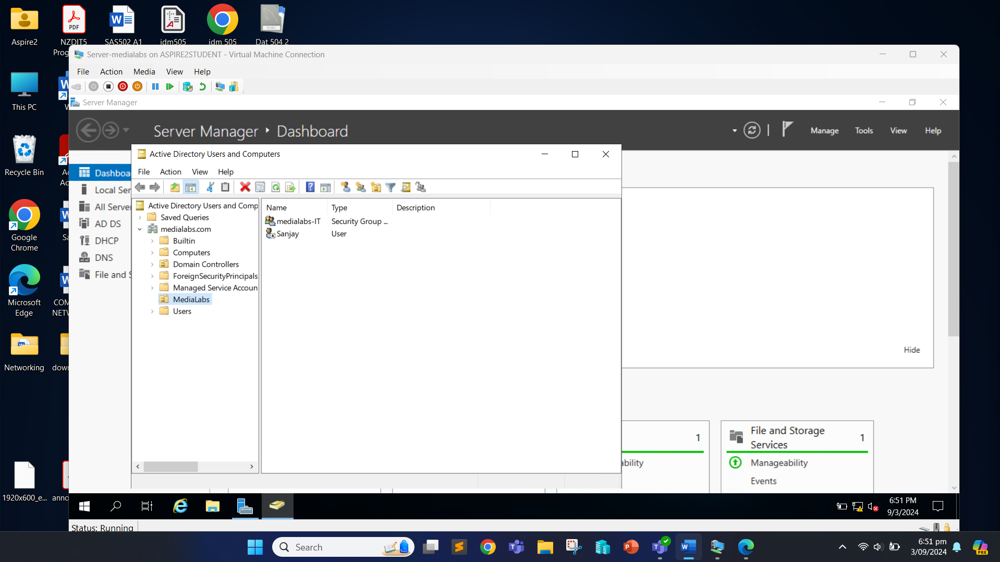 Aspire2
NZDIT5
Prog
SAS502 A1
idm505
idm 505
Dat 504 2
This PC
Recycle Bin
Ac
Ac
Google
Chrome
Sa
Microsoft
Edge
COM
NETW
Networking
down
1920x600_e...
anno
Server-medialabs on ASPIRE2STUDENT - Virtual Machine Connection
File Action Media View Help
Server Manager
Server Manager Dashboard
Manage Tools View Help
Dashboa
Local Ser
All Server
AD DS
DHCP
DNS
File and S
Active Directory Users and Computers
File Action View Help
Active Directory Users and Comp
Saved Queries
medialabs.com
Builtin
Computers
Domain Controllers
ForeignSecurityPrincipals
Managed Service Accoun
MediaLabs
Users
Name Type Description
medialabs-IT Security Group ...
Sanjay User
Hide
1
ability
File and Storage
Services
1
Manageability
Events
6:51 PM
9/3/2024
Status: Running
Search
6:51 pm
3/09/2024
PRE